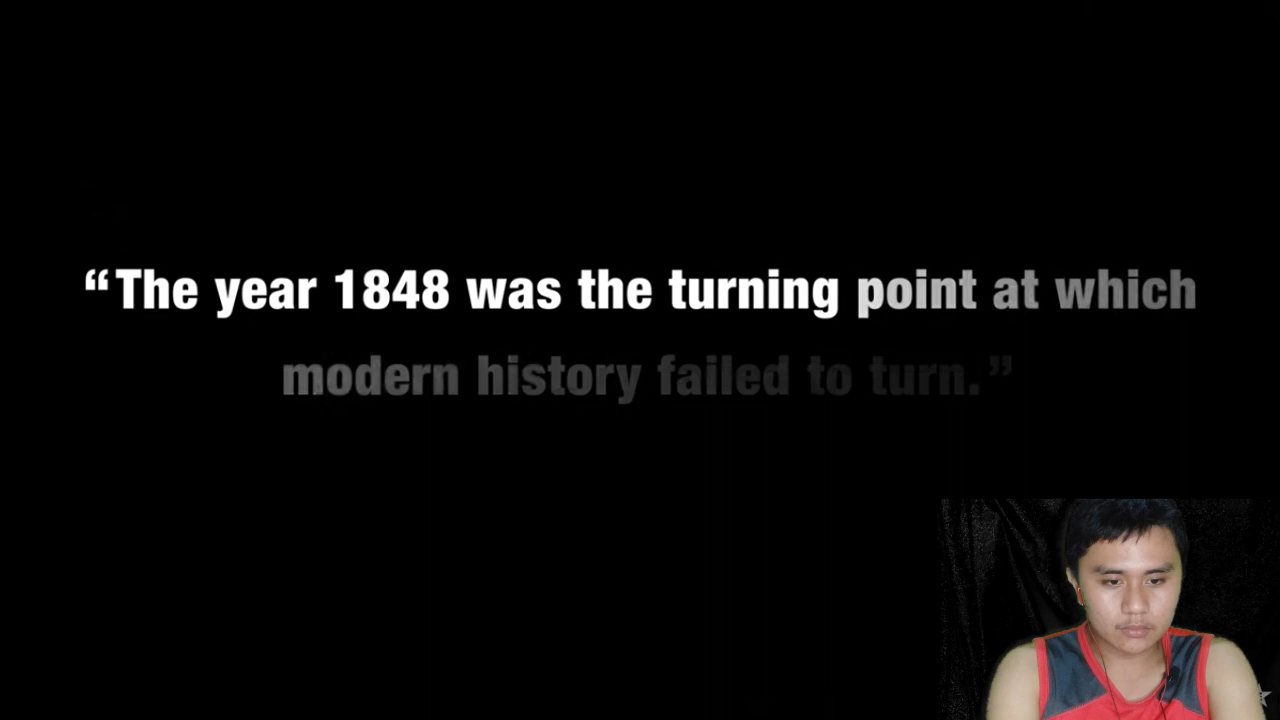 “The year 1848 was the turning point at which
modern history failed to turn.”